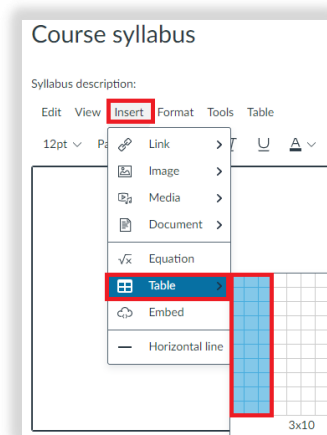 Course syllabus
Syllabus description:
Edit View Insert Format Tools Table
12pt
Link
Image
Media
Document
√x Equation
Table
Embed
Horizontal line
3x10